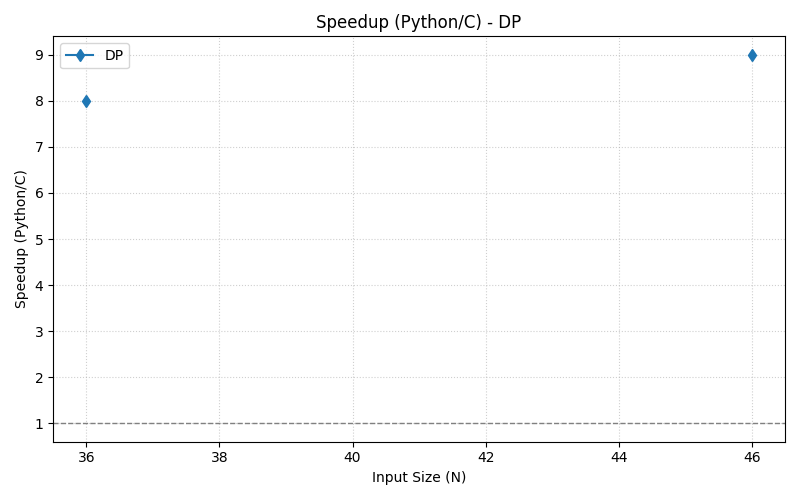 Speedup (Python/C) - DP
DP
Speedup (Python/C)
9
8
7
6
5
4
3
2
1
36 38 40 42 44 46
Input Size (N)